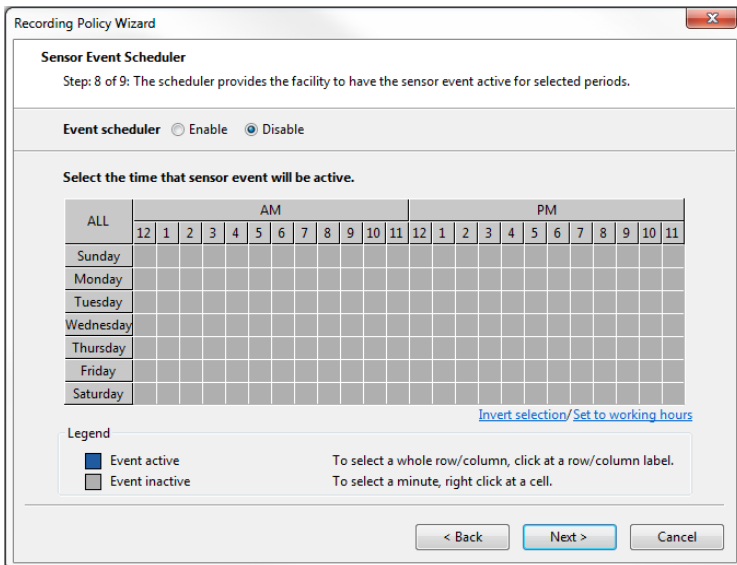 Recording Policy Wizard
X
Sensor Event Scheduler
Step: 8 of 9: The scheduler provides the facility to have the sensor event active for selected periods.
Event scheduler Enable Disable
Select the time that sensor event will be active.
ALL AM PM
12 1 2 3 4 5 6 7 8 9 10 11 12 1 2 3 4 5 6 7 8 9 10 11
Sunday
Monday
Tuesday
Wednesday
Thursday
Friday
Saturday
Invert selection/Set to working hours
Legend
Event active To select a whole row/column, click at a row/column label.
Event inactive To select a minute, right click at a cell.
< Back Next > Cancel